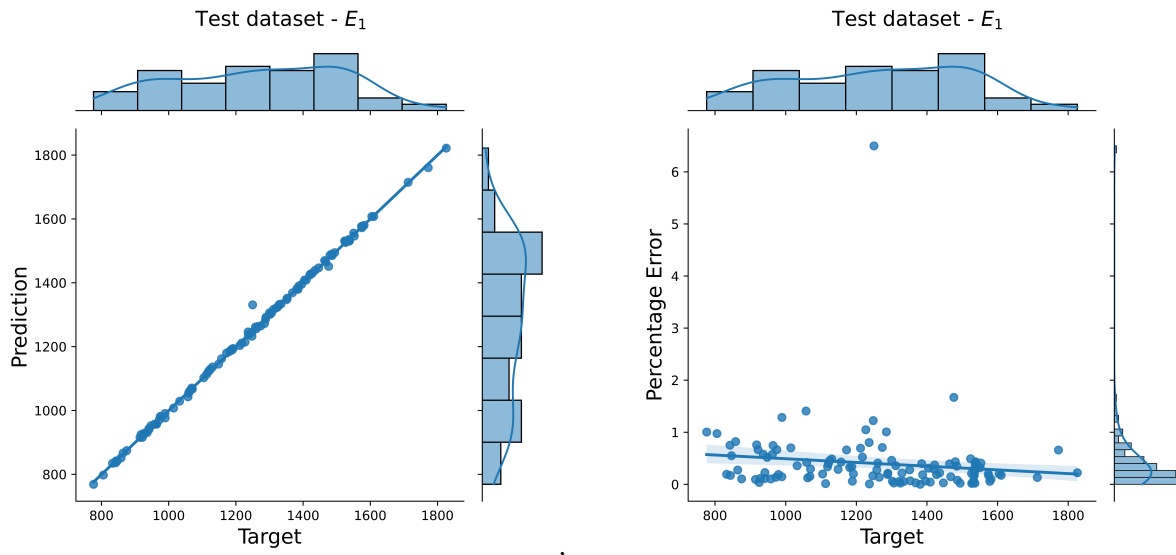 Test dataset - E₁
1800
1600
1400
1200
1000
800
Prediction
800 1000 1200 1400 1600 1800
Target
Test dataset - E₁
6
5
4
3
2
1
0
Percentage Error
800 1000 1200 1400 1600 1800
Target
,